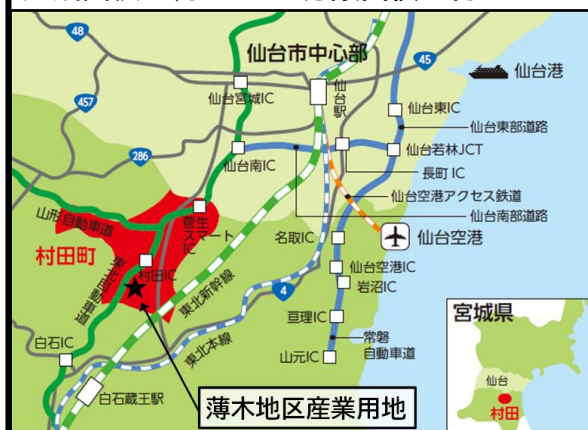 48
仙台市中心部
45
仙台港
457
仙台宮城IC
仙台駅
仙台東IC
仙台東部道路
286
仙台南IC
仙台若林JCT
長町IC
山形自動車道
菅生
スマート
IC
仙台空港アクセス鉄道
仙台南部道路
名取IC
仙台空港
村田町
村田IC
東北自動車道
仙台空港IC
岩沼IC
東北新幹線
4
亘理IC
宮城県
白石IC
東北本線
山元IC
常磐
自動車道
仙台
村田
白石蔵王駅
薄木地区産業用地